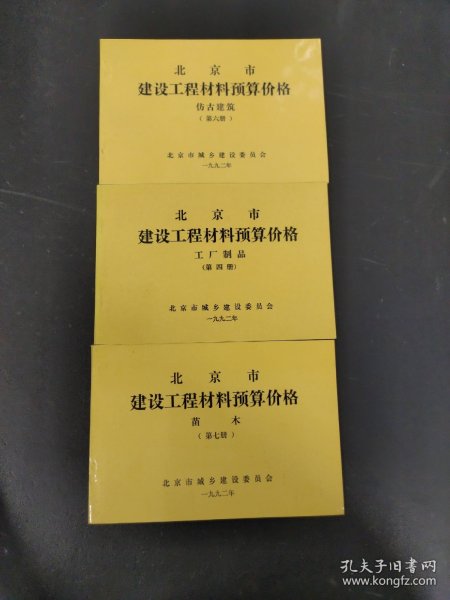 北京市
建设工程材料预算价格
仿古建筑
（第六册）
北京市城乡建设委员会
一九九二年
北京市
建设工程材料预算价格
工厂制品
（第四册）
北京市城乡建设委员会
一九九二年
北京市
建设工程材料预算价格
苗木
（第七册）
北京市城乡建设委员会
一九九二年
孔夫子旧书网
www.kongfz.com